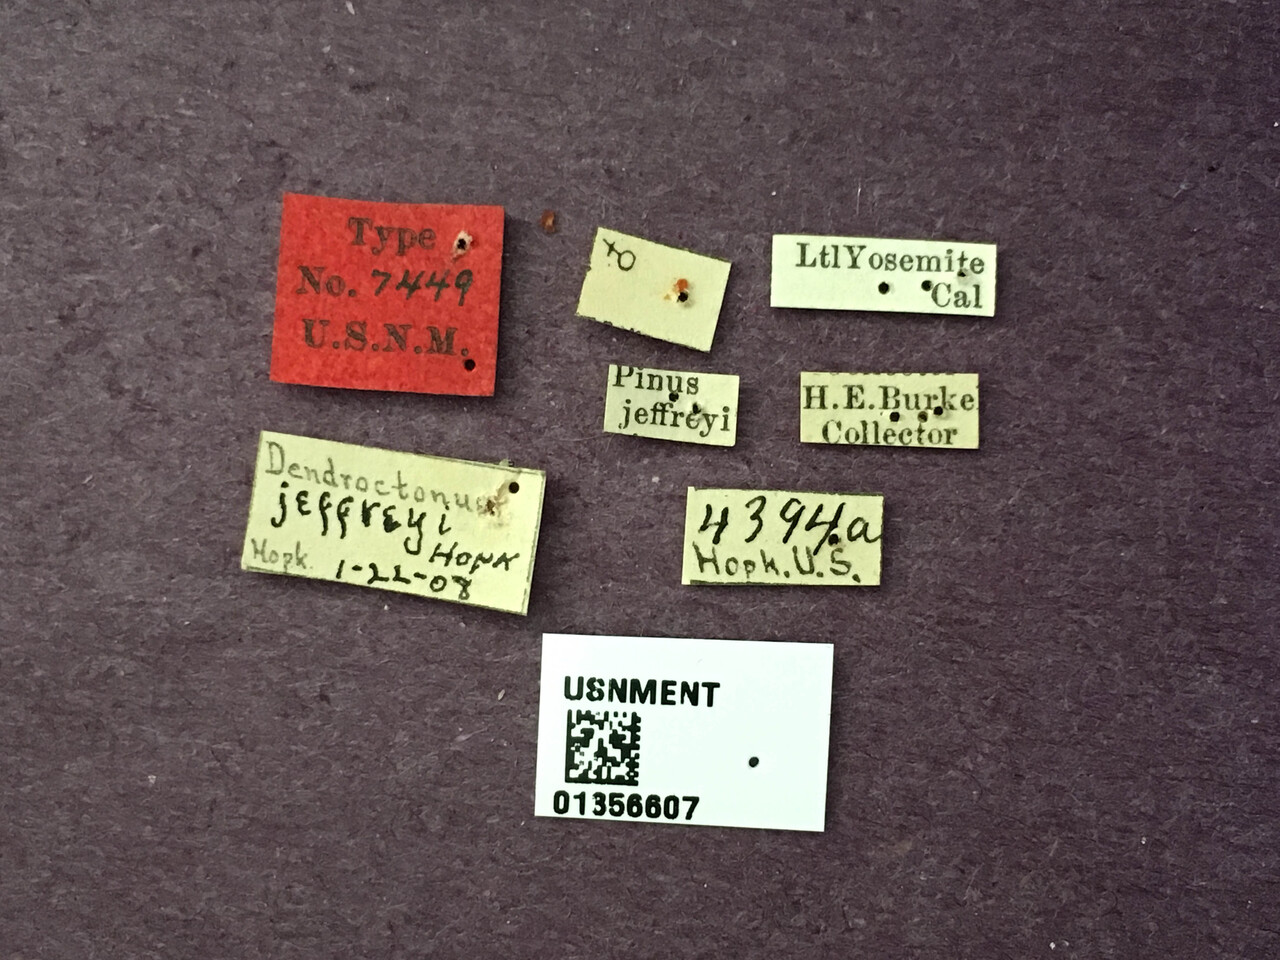 Type
No. 7449
U.S.N.M.
♀
LtlYosemite
Cal
Pinus
jeffreyi
H.E.Burke
Collector
Dendroctonus
jeffreyi
Hopk
Hopk. 1-22-08
4394a
Hopk. U.S.
USNMENT
01356607